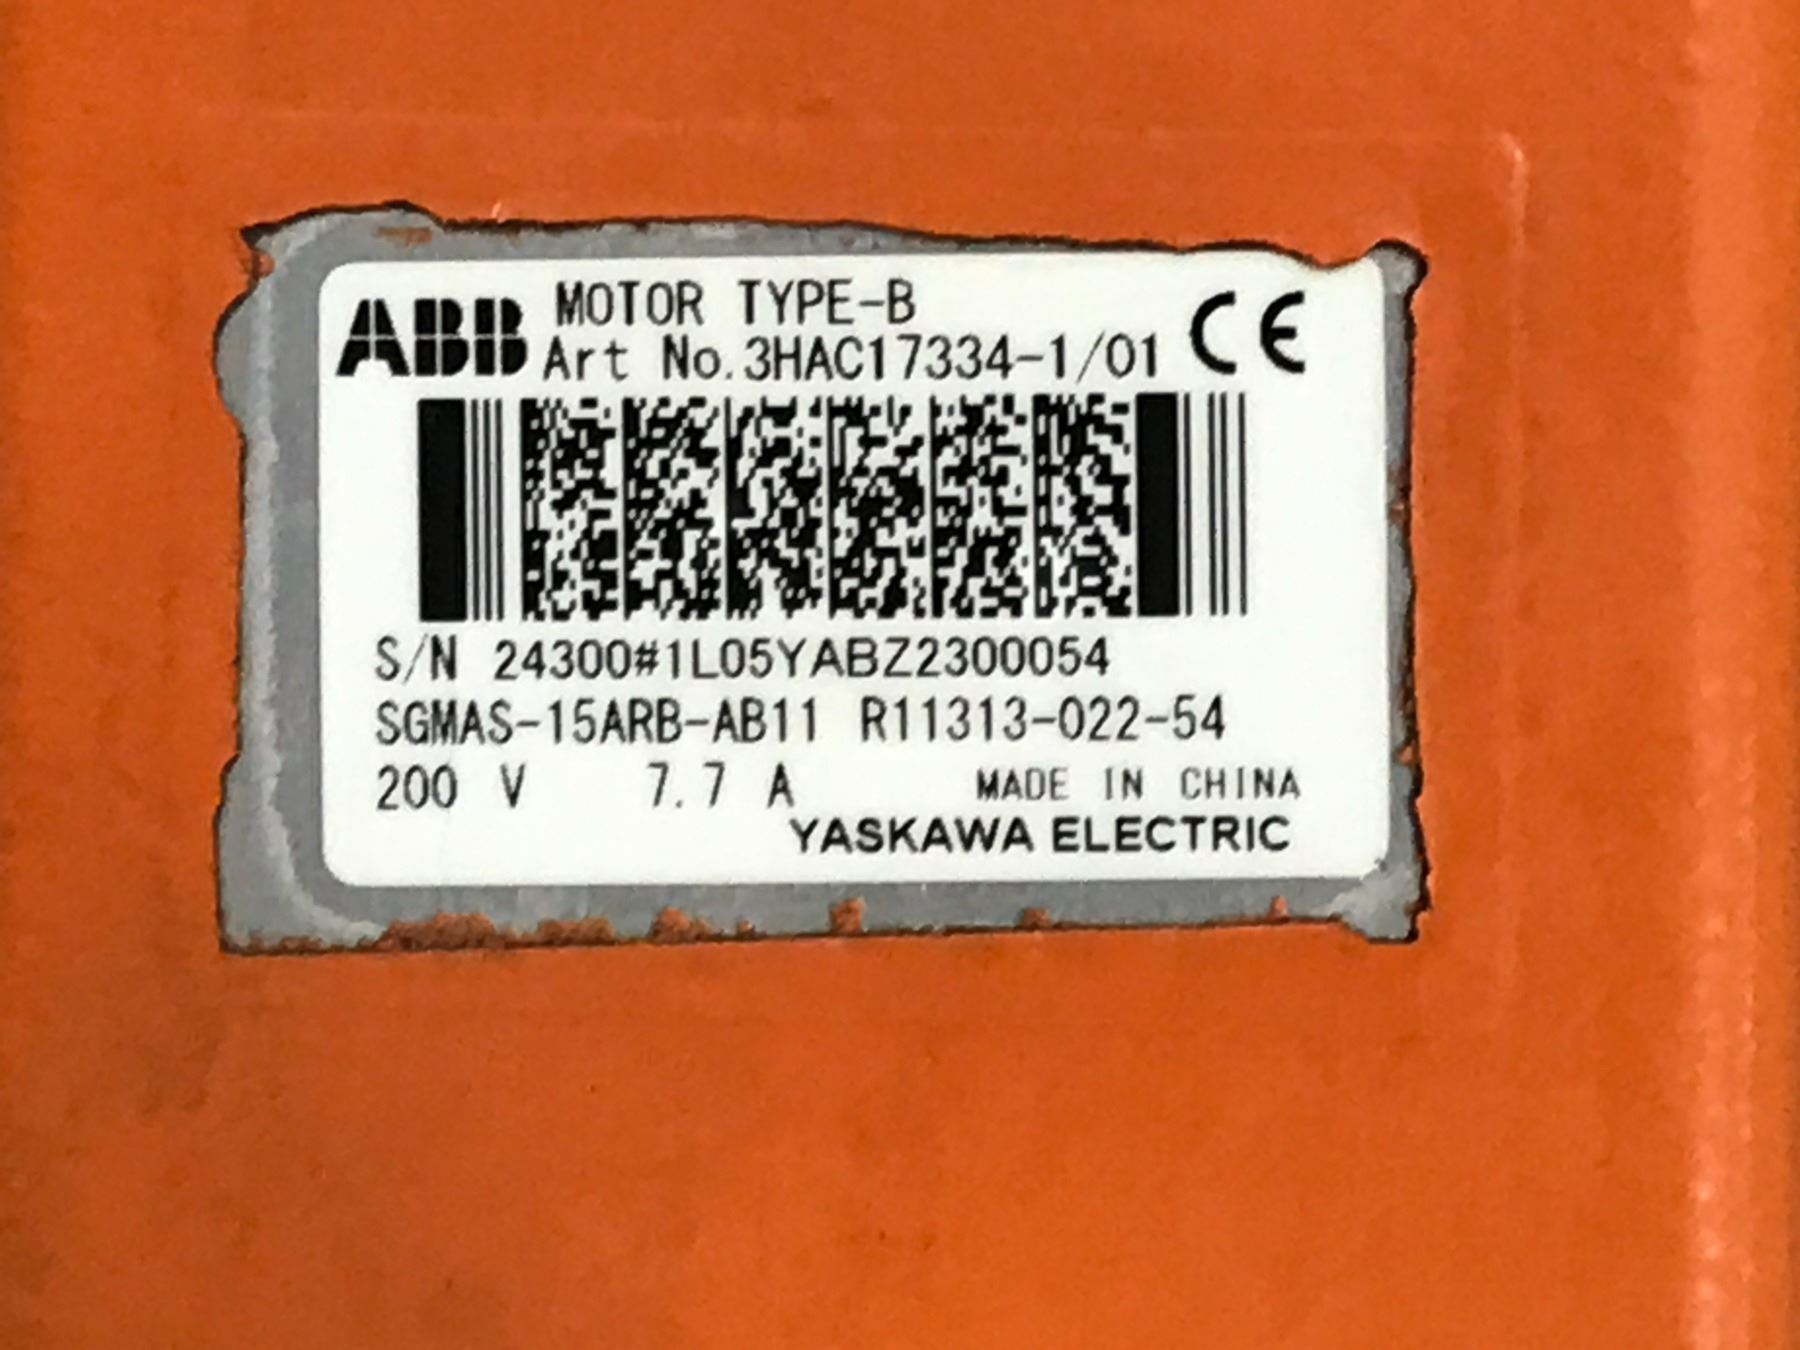 ABB MOTOR TYPE-B CE
Art No.3HAC17334-1/01
S/N 24300#1L05YABZ2300054
SGMAS-15ARB-AB11 R11313-022-54
200 V 7.7 A MADE IN CHINA
YASKAWA ELECTRIC